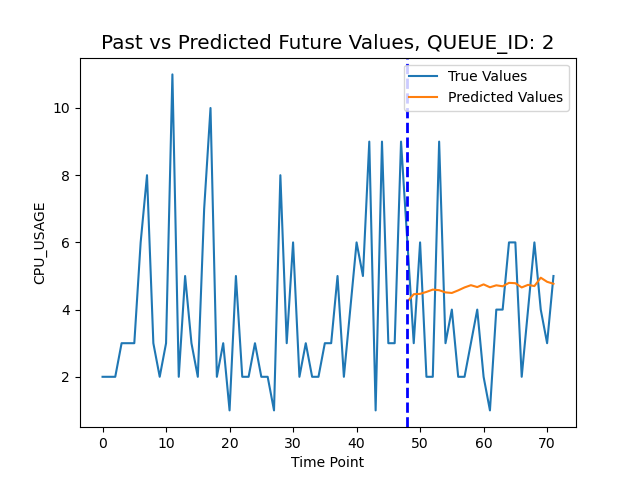 Past vs Predicted Future Values, QUEUE_ID: 2
True Values
Predicted Values
CPU_USAGE
10
8
6
4
2
0 10 20 30 40 50 60 70
Time Point